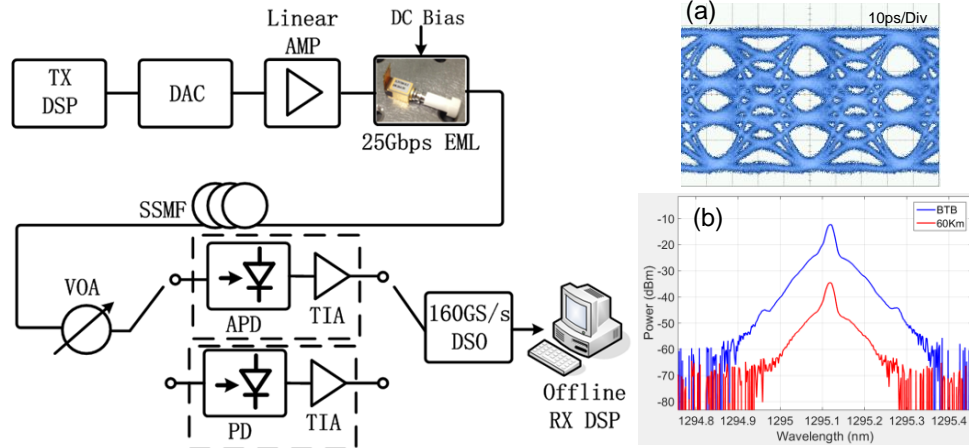 Linear
AMP
DC Bias
TX
DSP
DAC
25Gbps EML
SSMF
VOA
APD
TIA
PD
TIA
160GS/s
DSO
Offline
RX DSP
(a)
10ps/Div
(b)
BTB
60Km
Power (dBm)
-10
-20
-30
-40
-50
-60
-70
-80
1294.8 1294.9 1295 1295.1 1295.2 1295.3 1295.4
Wavelength (nm)